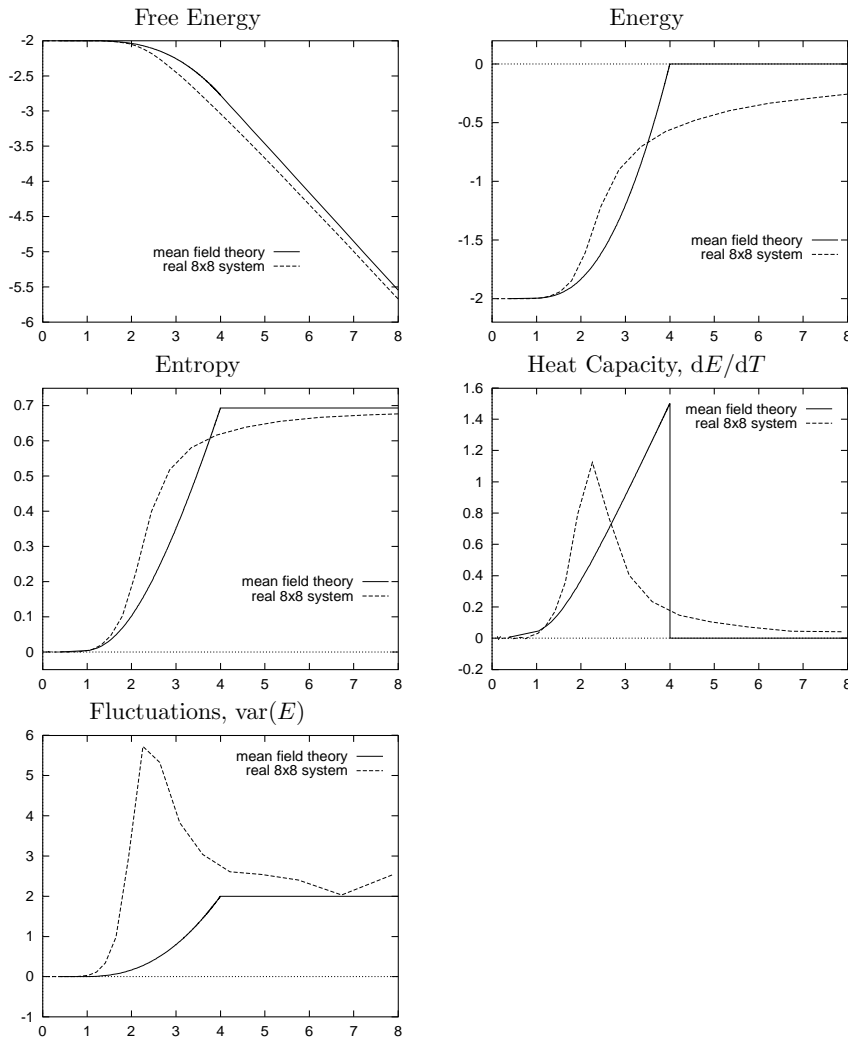 Free Energy
-2
-2.5
-3
-3.5
-4
-4.5
-5
-5.5
-6
mean field theory
real 8x8 system
0 1 2 3 4 5 6 7 8
Energy
0
-0.5
-1
-1.5
-2
mean field theory
real 8x8 system
0 1 2 3 4 5 6 7 8
Entropy
0.7
0.6
0.5
0.4
0.3
0.2
0.1
0
mean field theory
real 8x8 system
0 1 2 3 4 5 6 7 8
Heat Capacity, dE/dT
1.6
1.4
1.2
1
0.8
0.6
0.4
0.2
0
-0.2
mean field theory
real 8x8 system
0 1 2 3 4 5 6 7 8
Fluctuations, var(E)
6
5
4
3
2
1
0
-1
mean field theory
real 8x8 system
0 1 2 3 4 5 6 7 8